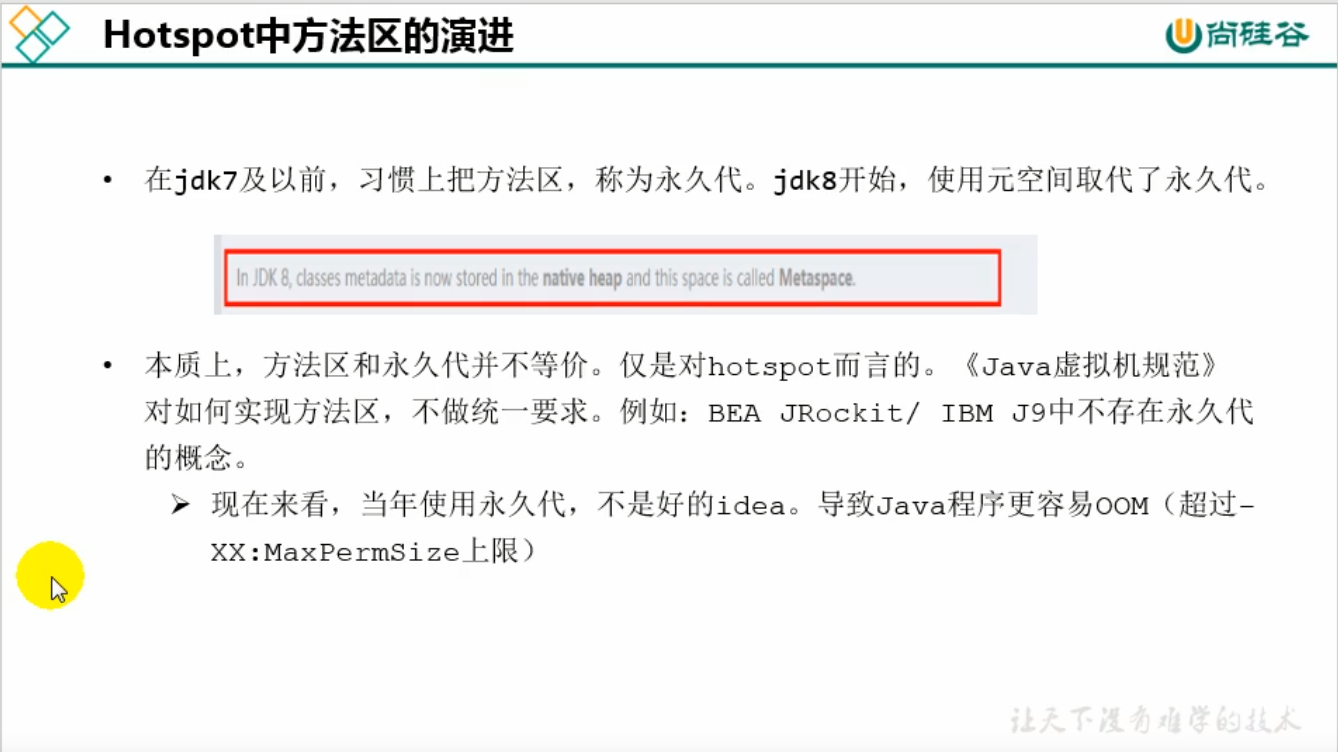 Hotspot中方法区的演进
尚硅谷
• 在jdk7及以前，习惯上把方法区，称为永久代。jdk8开始，使用元空间取代了永久代。
In JDK 8, classes metadata is now stored in the native heap and this space is called Metaspace.
• 本质上，方法区和永久代并不等价。仅是对hotspot而言的。《Java虚拟机规范》
对如何实现方法区，不做统一要求。例如：BEA JRockit/ IBM J9中不存在永久代
的概念。
➢ 现在来看，当年使用永久代，不是好的idea。导致Java程序更容易OOM（超过-
XX:MaxPermSize上限）
让天下没有难学的技术